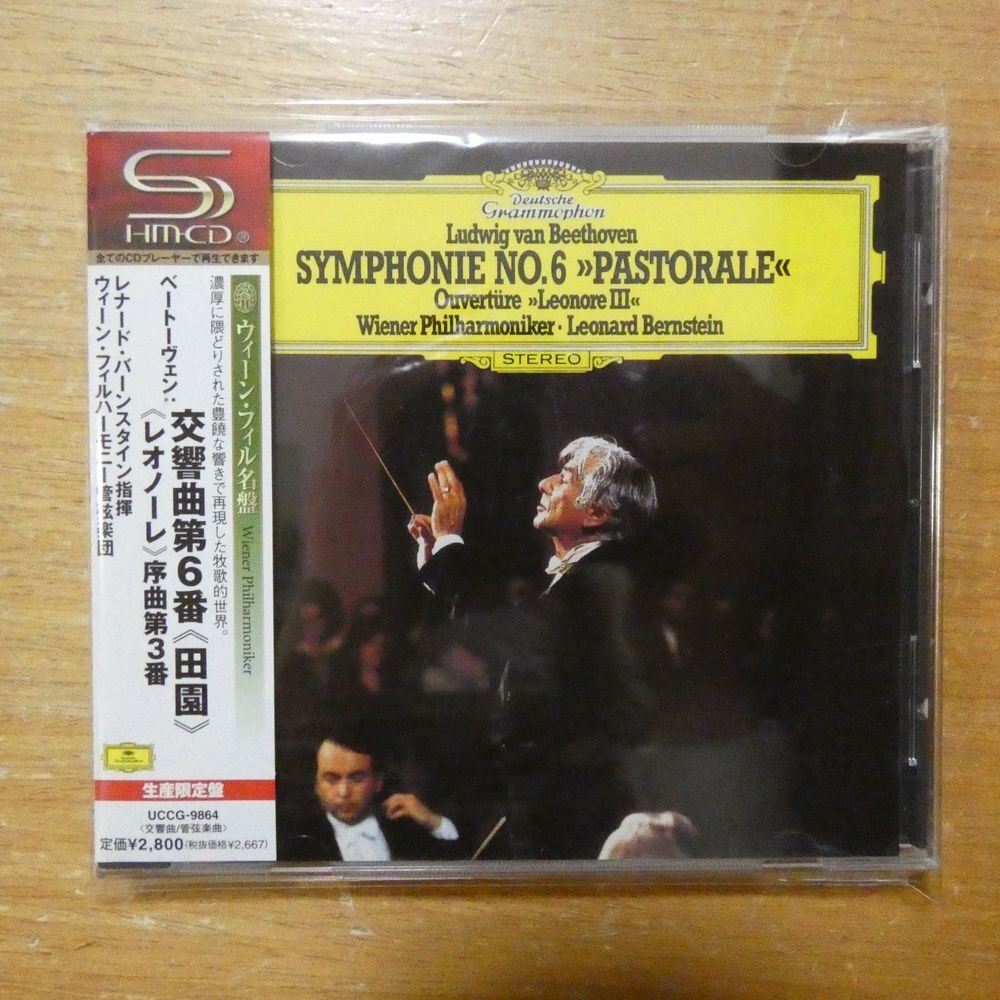 SHM-CD®
全てのCDプレーヤーで再生できます
ウィーン・フィル名盤 Wiener Philharmoniker
濃厚に隈どりされた豊饒な響きで再現した牧歌的世界。
ベートーヴェン:
交響曲第6番《田園》
《レオノーレ》序曲第3番
レナード・バーンスタイン指揮
ウィーン・フィルハーモニー管弦楽団
生産限定盤
UCCG-9864
〈交響曲/管弦楽曲〉
定価¥2,800(税抜価格¥2,667)
Deutsche
Grammophon
Ludwig van Beethoven
SYMPHONIE NO.6 »PASTORALE«
Ouvertüre »Leonore III«
Wiener Philharmoniker · Leonard Bernstein
STEREO